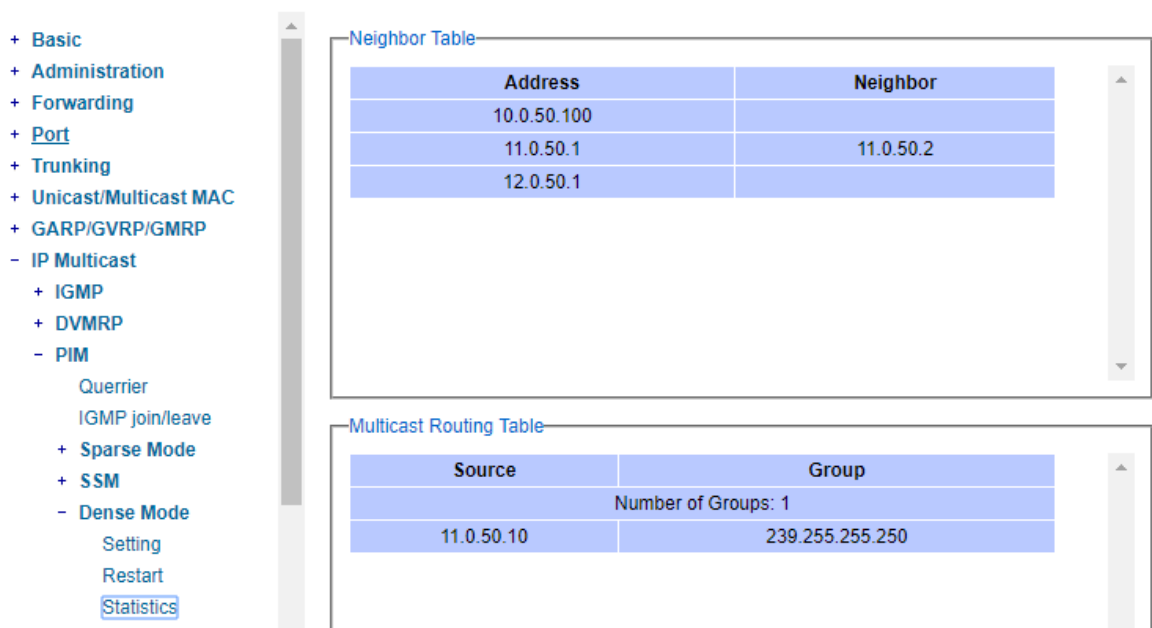 + Basic
+ Administration
+ Forwarding
+ Port
+ Trunking
+ Unicast/Multicast MAC
+ GARP/GVRP/GMRP
- IP Multicast
+ IGMP
+ DVMRP
- PIM
Querrier
IGMP join/leave
+ Sparse Mode
+ SSM
- Dense Mode
Setting
Restart
Statistics
Neighbor Table
Address Neighbor
10.0.50.100
11.0.50.1 11.0.50.2
12.0.50.1
Multicast Routing Table
Source Group
Number of Groups: 1
11.0.50.10 239.255.255.250